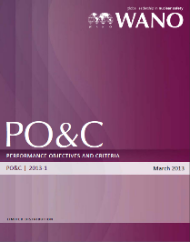 WANO
PO&C
PERFORMANCE OBJECTIVES AND CRITERIA
PO&C | 2013-1
March 2013